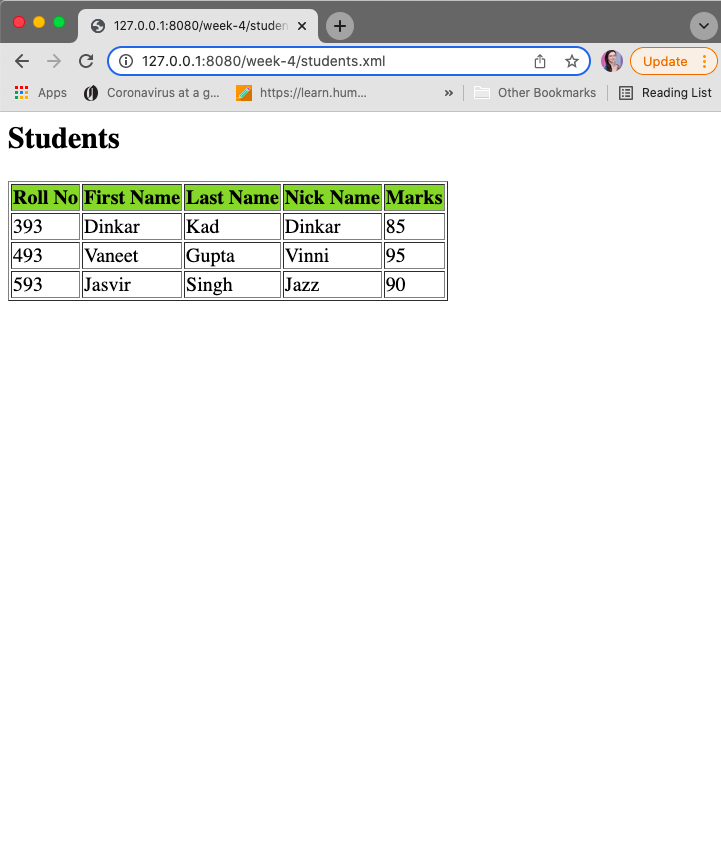 127.0.0.1:8080/week-4/studen
127.0.0.1:8080/week-4/students.xml
Update
Apps
Coronavirus at a g...
https://learn.hum...
»
Other Bookmarks
Reading List
Students
Roll No First Name Last Name Nick Name Marks
393 Dinkar Kad Dinkar 85
493 Vaneet Gupta Vinni 95
593 Jasvir Singh Jazz 90